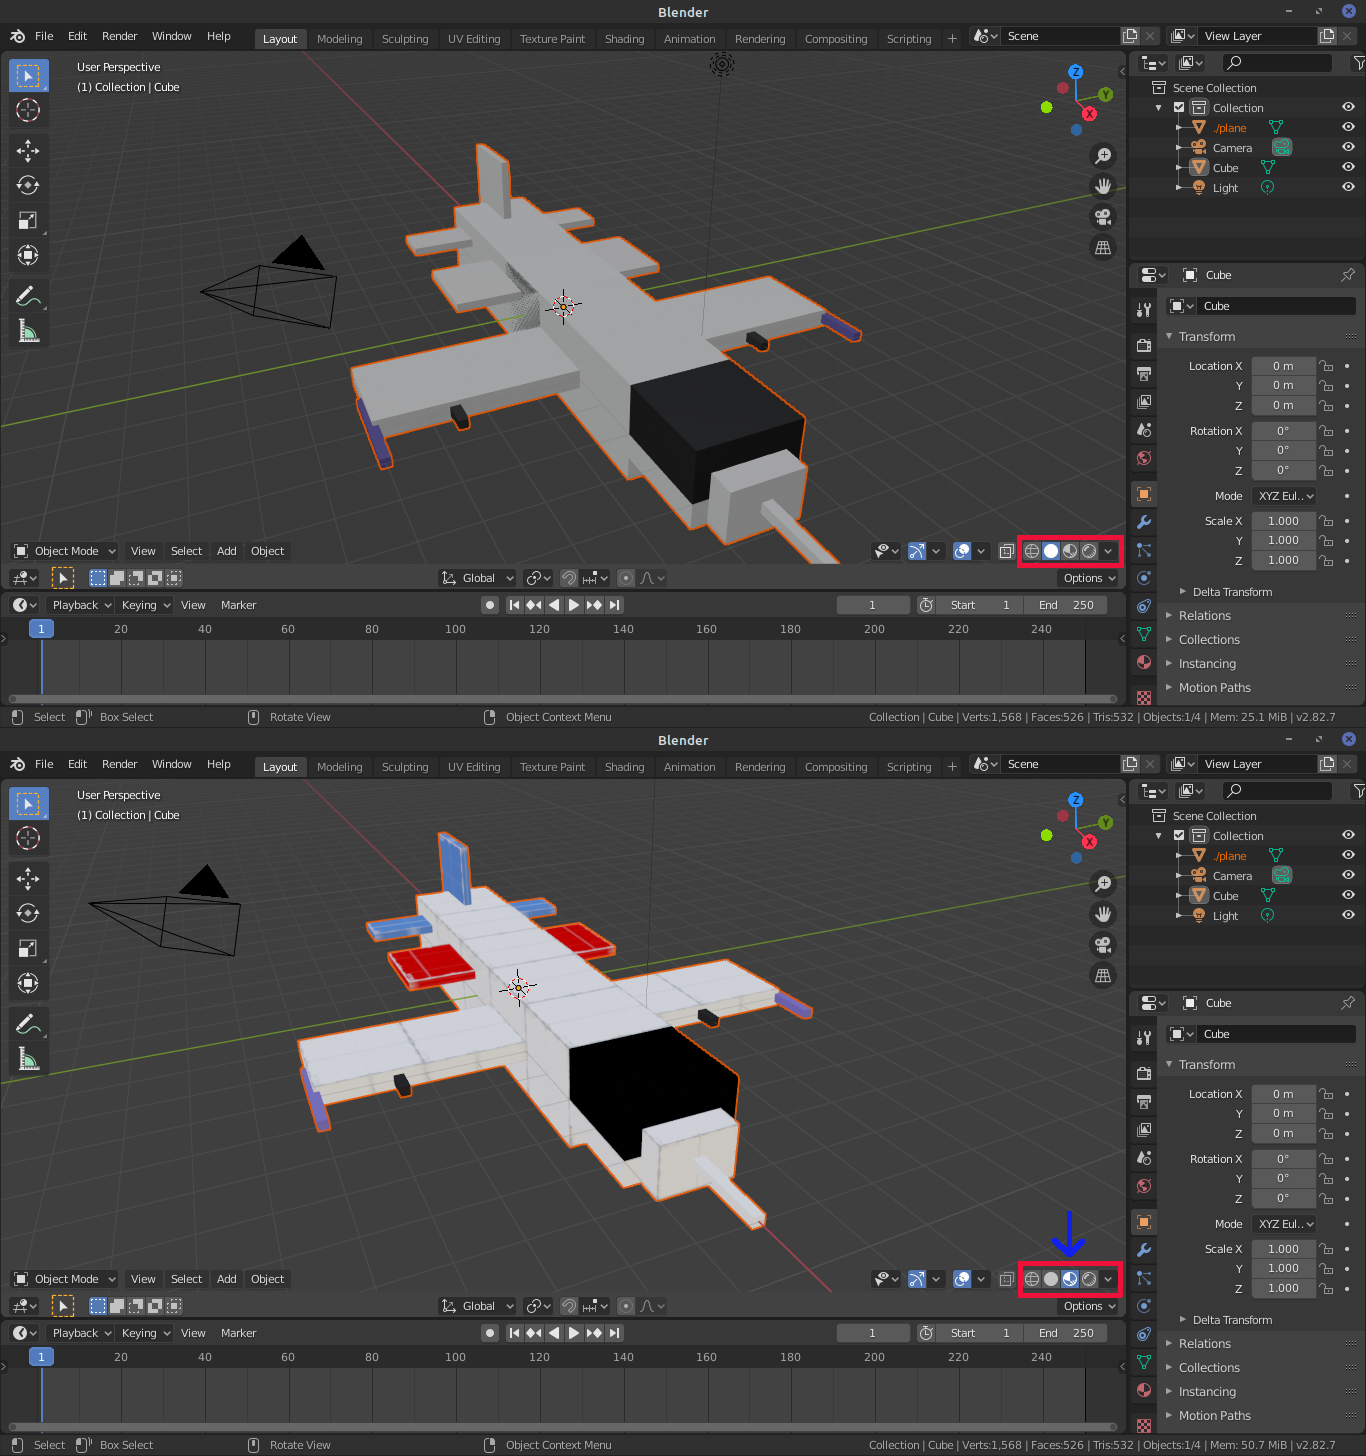 Blender
File Edit Render Window Help Layout Modeling Sculpting UV Editing Texture Paint Shading Animation Rendering Compositing Scripting + Scene View Layer
User Perspective
(1) Collection | Cube
Z
Y
X
Scene Collection
Collection
./plane
Camera
Cube
Light
Cube
Cube
Transform
Location X 0 m
Y 0 m
Z 0 m
Rotation X 0°
Y 0°
Z 0°
Mode XYZ Eul..
Scale X 1.000
Y 1.000
Z 1.000
Delta Transform
Relations
Collections
Instancing
Motion Paths
Object Mode View Select Add Object
Global Options
Playback Keying View Marker 1 Start 1 End 250
1 20 40 60 80 100 120 140 160 180 200 220 240
Select Box Select Rotate View Object Context Menu Collection | Cube | Verts:1,568 | Faces:526 | Tris:532 | Objects:1/4 | Mem: 25.1 MiB | v2.82.7
Blender
File Edit Render Window Help Layout Modeling Sculpting UV Editing Texture Paint Shading Animation Rendering Compositing Scripting + Scene View Layer
User Perspective
(1) Collection | Cube
Z
Y
X
Scene Collection
Collection
./plane
Camera
Cube
Light
Cube
Cube
Transform
Location X 0 m
Y 0 m
Z 0 m
Rotation X 0°
Y 0°
Z 0°
Mode XYZ Eul..
Scale X 1.000
Y 1.000
Z 1.000
Delta Transform
Relations
Collections
Instancing
Motion Paths
Object Mode View Select Add Object
Global Options
Playback Keying View Marker 1 Start 1 End 250
1 20 40 60 80 100 120 140 160 180 200 220 240
Select Box Select Rotate View Object Context Menu Collection | Cube | Verts:1,568 | Faces:526 | Tris:532 | Objects:1/4 | Mem: 50.7 MiB | v2.82.7